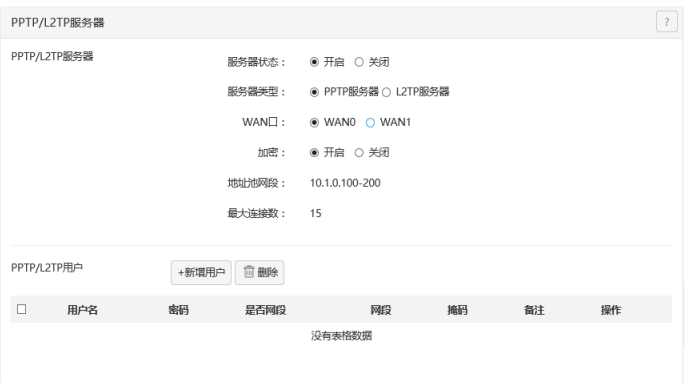 PPTP/L2TP服务器
?
PPTP/L2TP服务器
服务器状态： 开启 关闭
服务器类型： PPTP服务器 L2TP服务器
WAN口： WAN0 WAN1
加密： 开启 关闭
地址池网段： 10.1.0.100-200
最大连接数： 15
PPTP/L2TP用户 +新增用户 删除
用户名 密码 是否网段 网段 掩码 备注 操作
没有表格数据